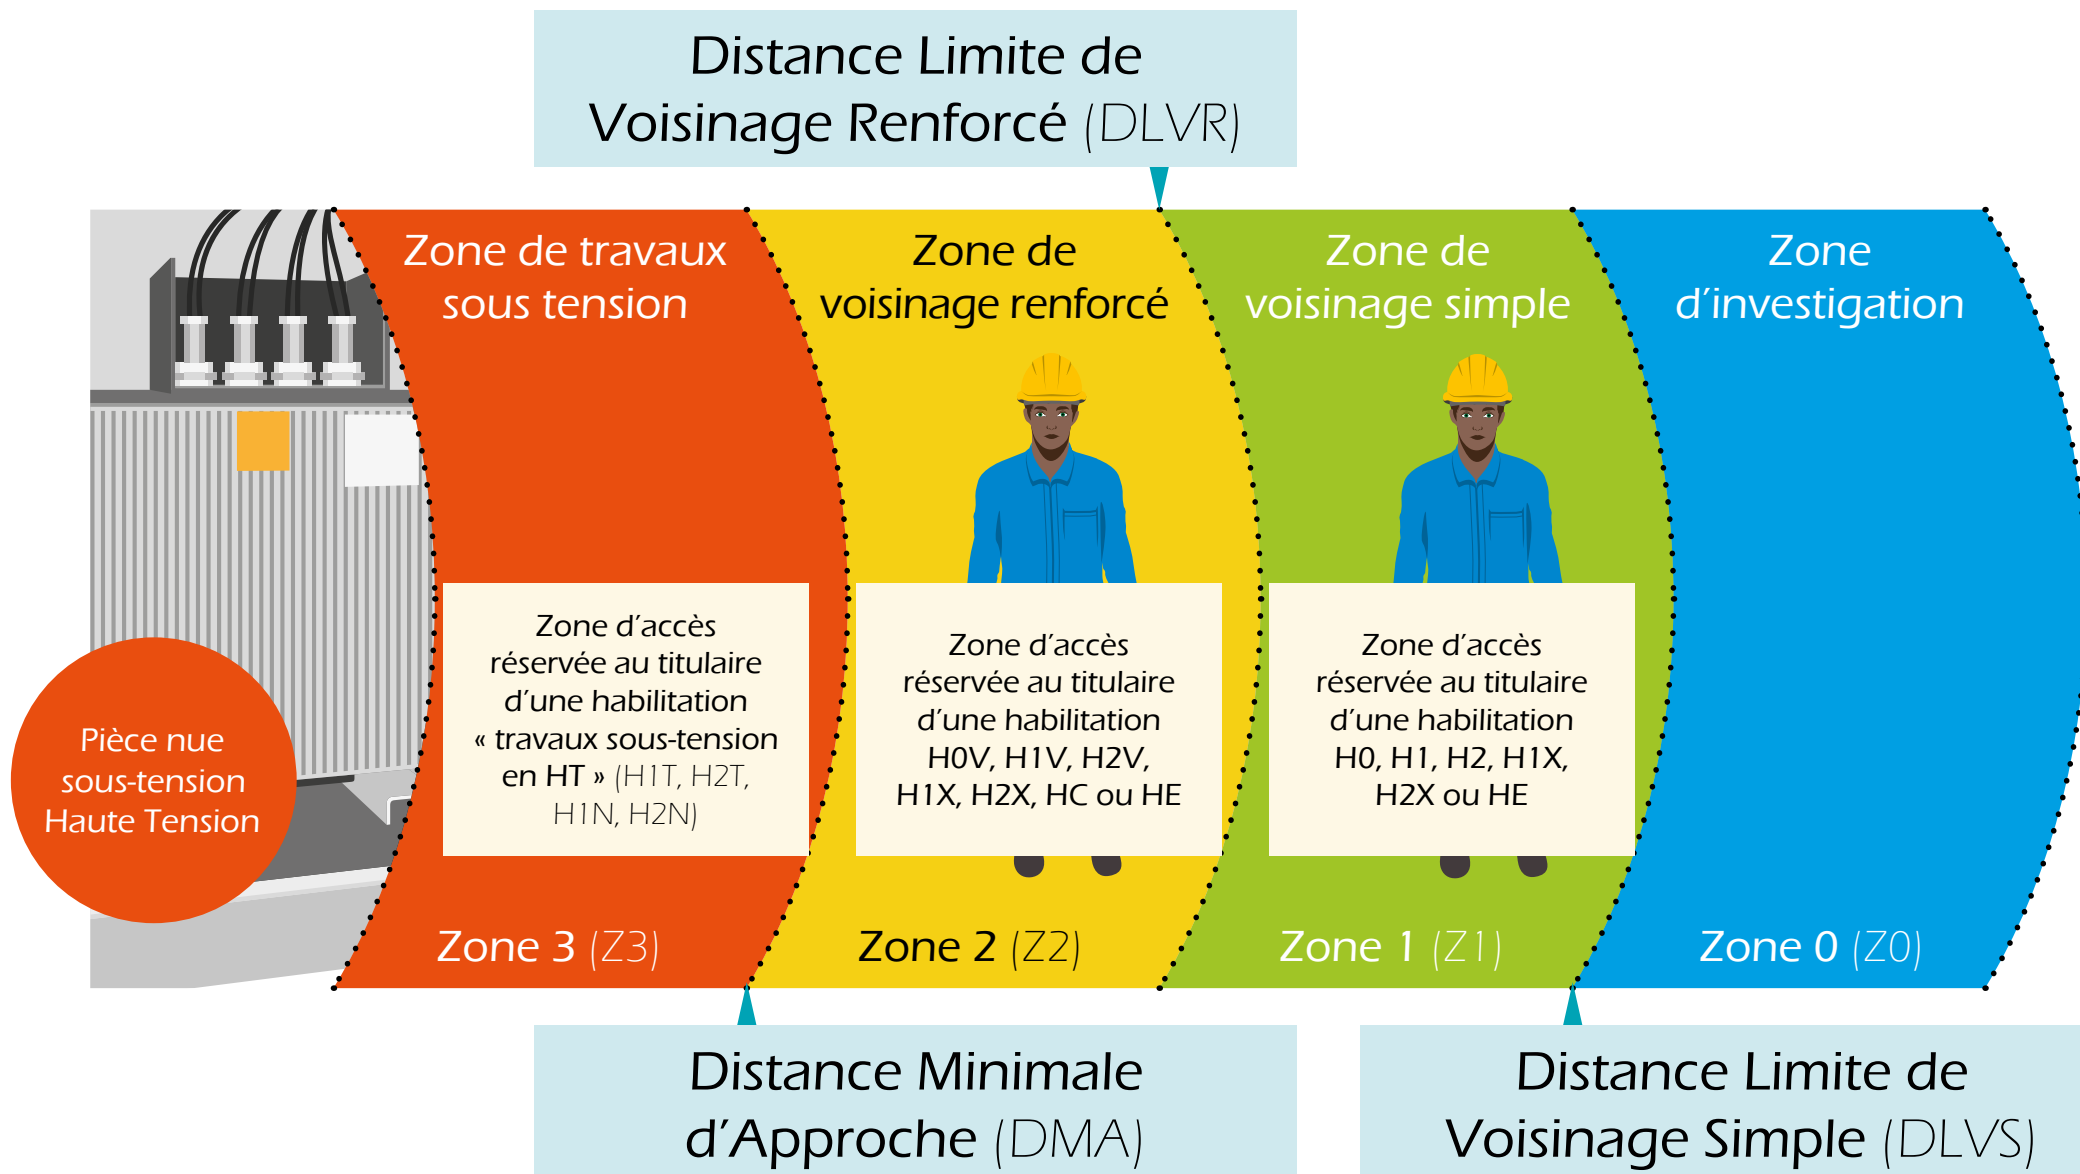 Distance Limite de
Voisinage Renforcé (DLVR)
Zone de travaux
sous tension
Zone de
voisinage renforcé
Zone de
voisinage simple
Zone
d'investigation
Pièce nue
sous-tension
Haute Tension
Zone d'accès
réservée au titulaire
d'une habilitation
« travaux sous-tension
en HT » (H1T, H2T,
H1N, H2N)
Zone d'accès
réservée au titulaire
d'une habilitation
H0V, H1V, H2V,
H1X, H2X, HC ou HE
Zone d'accès
réservée au titulaire
d'une habilitation
H0, H1, H2, H1X,
H2X ou HE
Zone 3 (Z3)
Zone 2 (Z2)
Zone 1 (Z1)
Zone 0 (Z0)
Distance Minimale
d'Approche (DMA)
Distance Limite de
Voisinage Simple (DLVS)